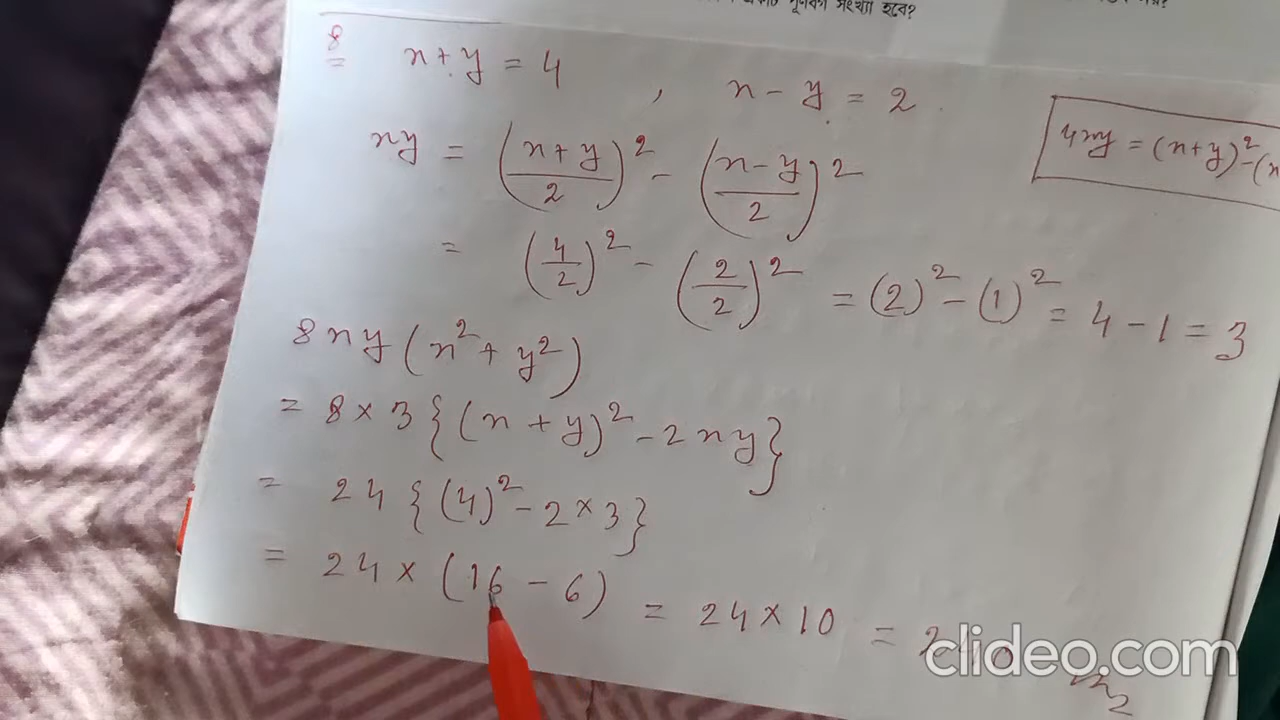 সংখ্যা হবে?
8 x + y = 4 , x - y = 2
xy = ((x+y)/2)² - ((x-y)/2)²
4xy = (x+y)² - (x
= (4/2)² - (2/2)² = (2)² - (1)² = 4 - 1 = 3
8xy(x² + y²)
= 8 × 3{(x + y)² - 2xy}
= 24{(4)² - 2 × 3}
= 24 × (16 - 6) = 24 × 10 = 240
clideo.com